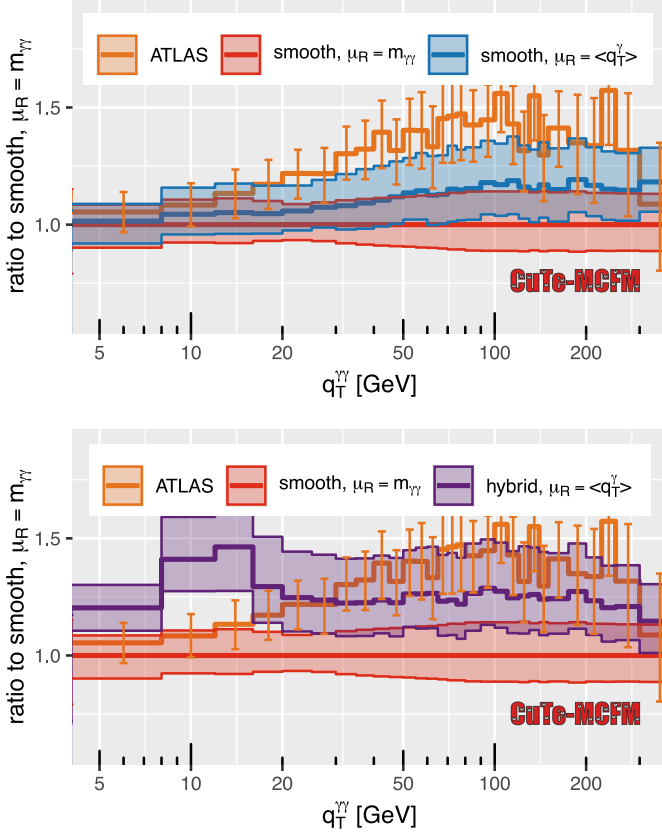 ATLAS smooth, μR = mγγ smooth, μR = <qTγ>
ratio to smooth, μR = mγγ
1.5
1.0
CuTe-MCFM
5 10 20 50 100 200
qTγγ [GeV]
ATLAS smooth, μR = mγγ hybrid, μR = <qTγ>
ratio to smooth, μR = mγγ
1.5
1.0
CuTe-MCFM
5 10 20 50 100 200
qTγγ [GeV]